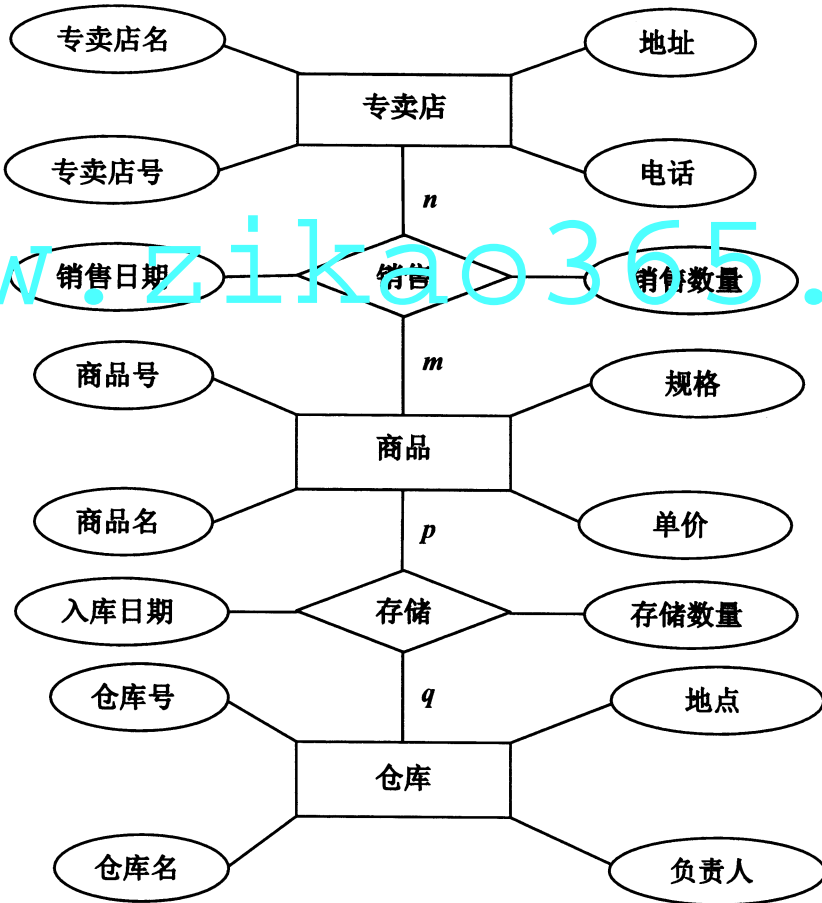 专卖店名
地址
专卖店
专卖店号
电话
n
w.zikao365.
销售日期
销售
销售数量
m
商品号
规格
商品
商品名
单价
p
入库日期
存储
存储数量
仓库号
q
地点
仓库
仓库名
负责人